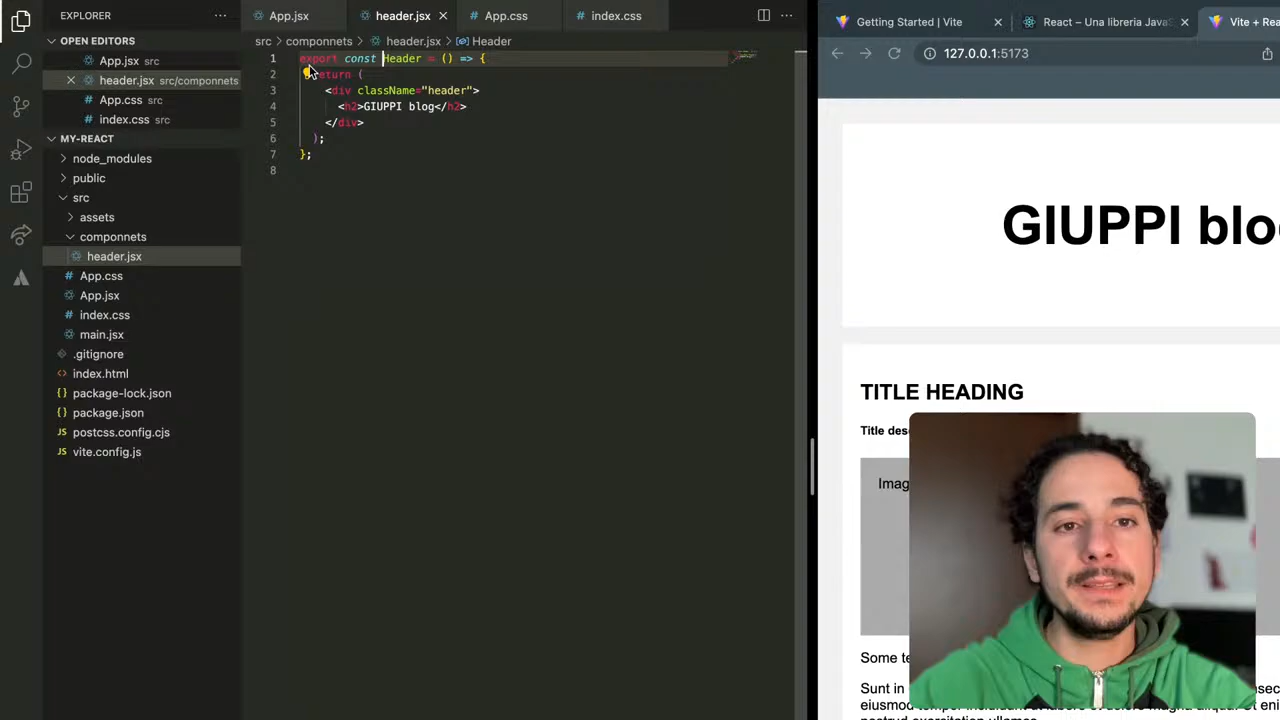 EXPLORER
OPEN EDITORS
App.jsx src
header.jsx src/componnets
App.css src
index.css src
MY-REACT
node_modules
public
src
assets
componnets
header.jsx
App.css
App.jsx
index.css
main.jsx
.gitignore
index.html
package-lock.json
package.json
postcss.config.cjs
vite.config.js
App.jsx header.jsx App.css index.css
src > componnets > header.jsx > Header
1 export const Header = () => {
2 return (
3 <div className="header">
4 <h2>GIUPPI blog</h2>
5 </div>
6 );
7 };
8
Getting Started | Vite React – Una libreria JavaS Vite + Rea
127.0.0.1:5173
GIUPPI blo
TITLE HEADING
Title des
Imag
Some te
Sunt in sec
eiusmod eni